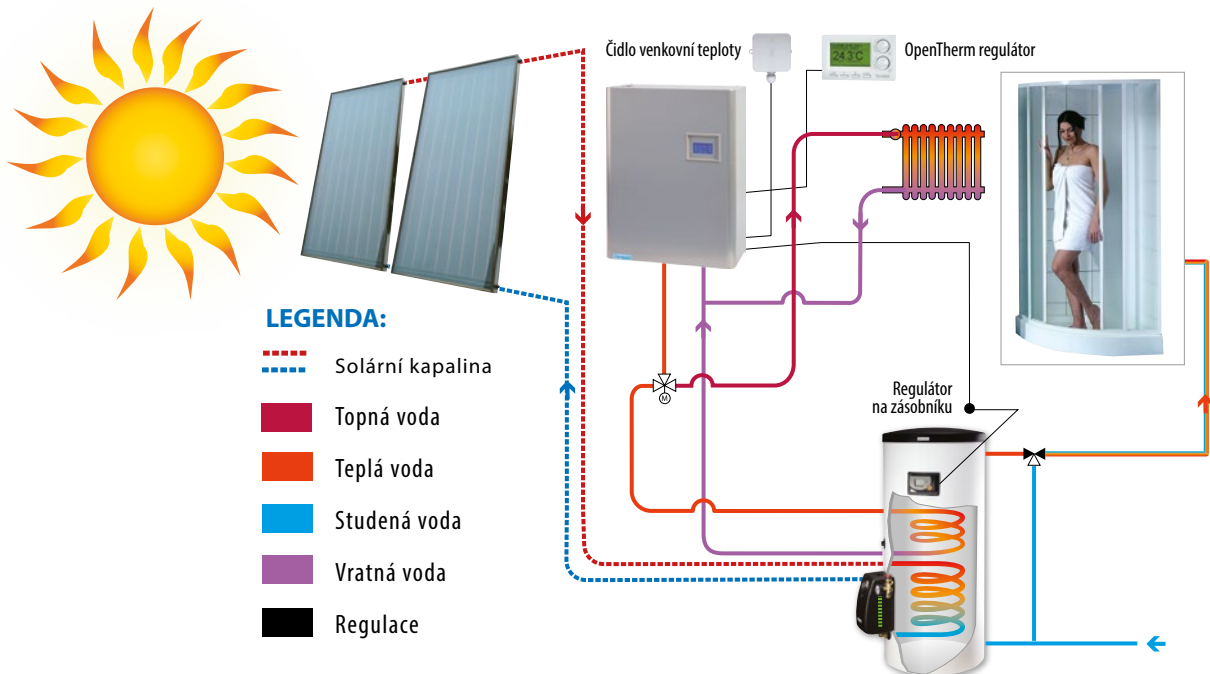 Čidlo venkovní teploty
OpenTherm regulátor
24.3°C
LEGENDA:
Solární kapalina
Topná voda
Teplá voda
Studená voda
Vratná voda
Regulace
Regulátor
na zásobníku
M